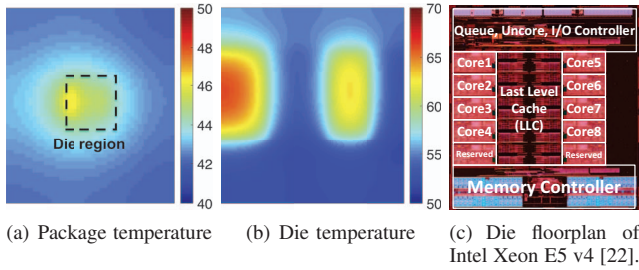 50
48
46
44
42
40
Die region
70
65
60
55
50
Queue, Uncore, I/O Controller
Core1
Core5
Core2
Core6
Last Level
Cache
(LLC)
Core3
Core7
Core4
Core8
Reserved
Reserved
Memory Controller
(a) Package temperature
(b) Die temperature
(c) Die floorplan of
Intel Xeon E5 v4 [22].